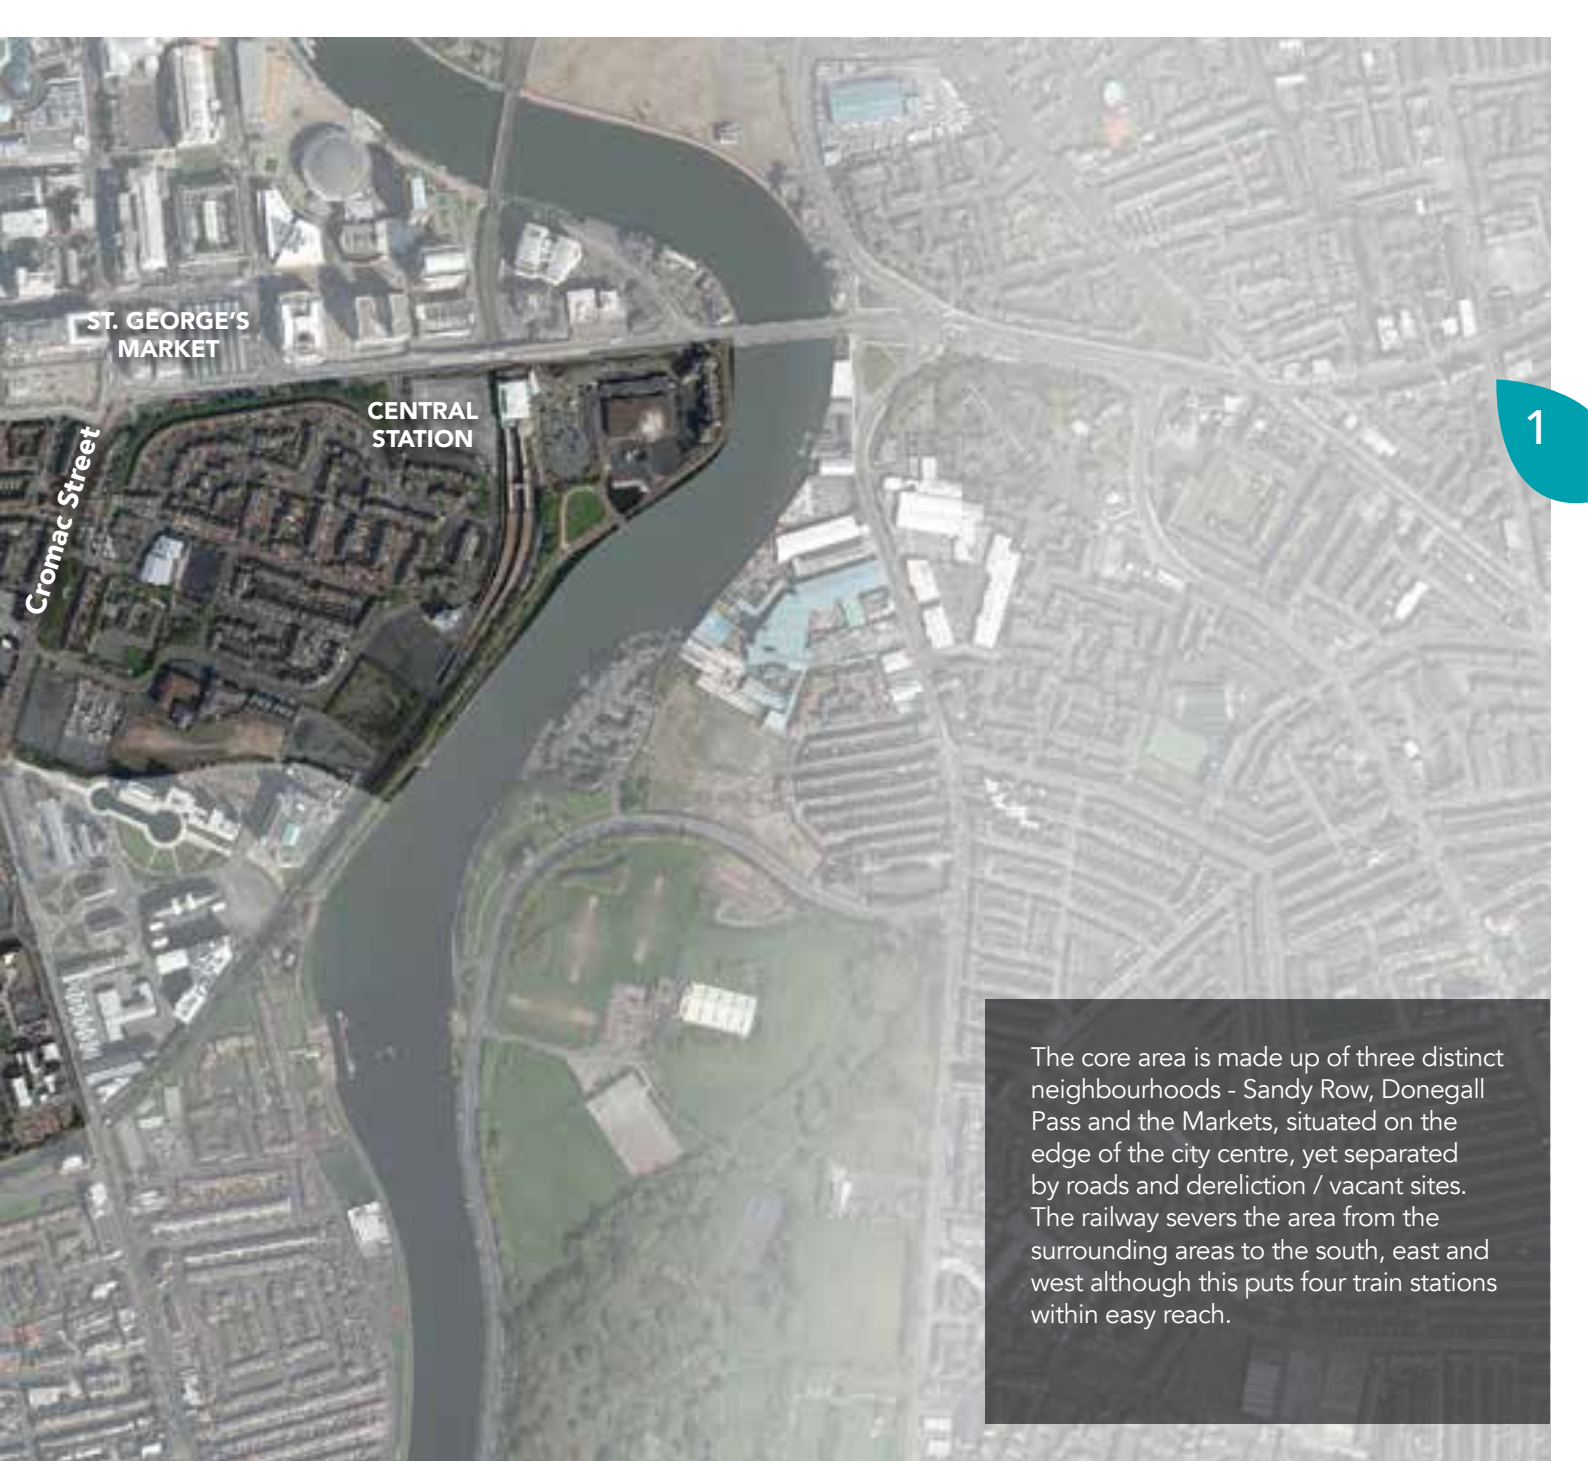 ST. GEORGE'S
MARKET
CENTRAL
STATION
Cromac Street
1
The core area is made up of three distinct
neighbourhoods - Sandy Row, Donegall
Pass and the Markets, situated on the
edge of the city centre, yet separated
by roads and dereliction / vacant sites.
The railway severs the area from the
surrounding areas to the south, east and
west although this puts four train stations
within easy reach.